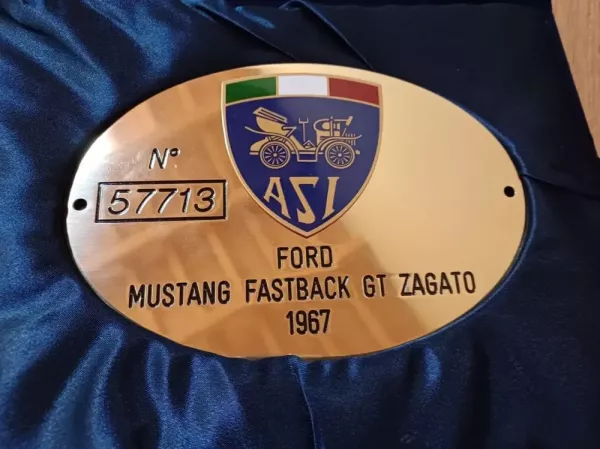 N°
57713
ASI
FORD
MUSTANG FASTBACK GT ZAGATO
1967